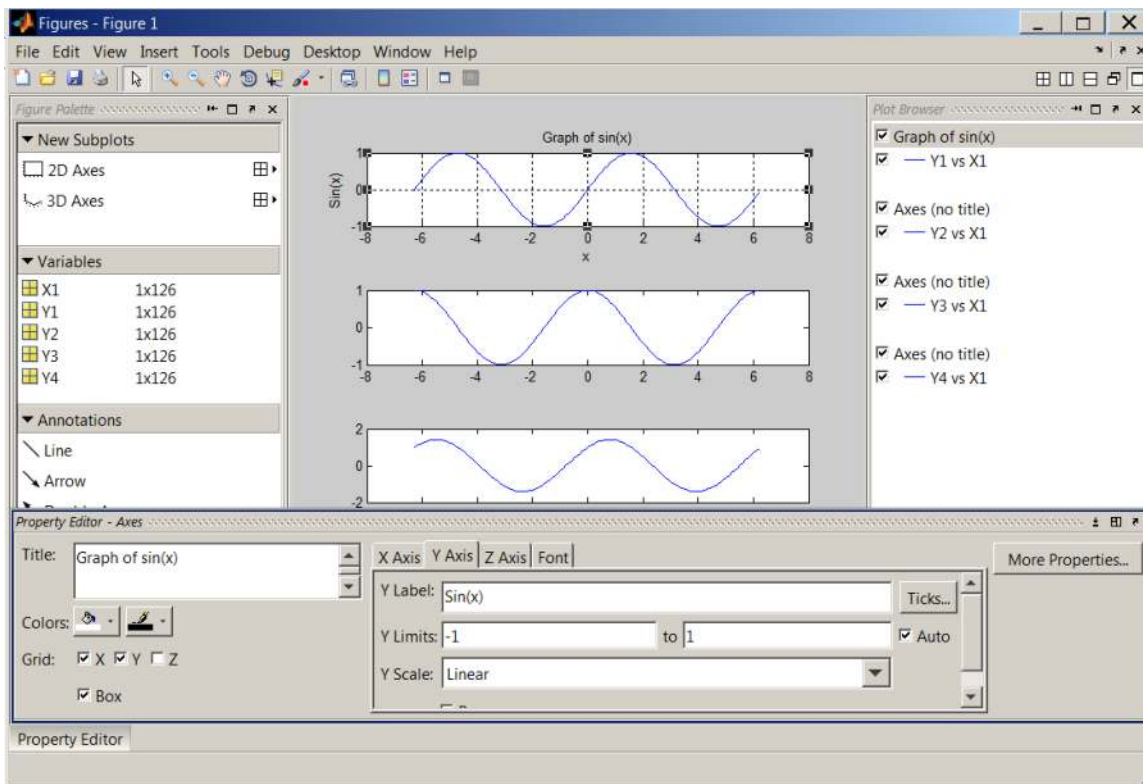 Figures - Figure 1
File Edit View Insert Tools Debug Desktop Window Help
Figure Palette
New Subplots
2D Axes
3D Axes
Variables
X1 1x126
Y1 1x126
Y2 1x126
Y3 1x126
Y4 1x126
Annotations
Line
Arrow
Graph of sin(x)
Sin(x)
1
0
-1
-8 -6 -4 -2 0 2 4 6 8
x
1
0
-1
-8 -6 -4 -2 0 2 4 6 8
2
0
-2
Plot Browser
Graph of sin(x)
Y1 vs X1
Axes (no title)
Y2 vs X1
Axes (no title)
Y3 vs X1
Axes (no title)
Y4 vs X1
Property Editor - Axes
Title: Graph of sin(x)
Colors:
Grid: X Y Z
Box
X Axis Y Axis Z Axis Font
Y Label: Sin(x) Ticks...
Y Limits: -1 to 1 Auto
Y Scale: Linear
More Properties...
Property Editor